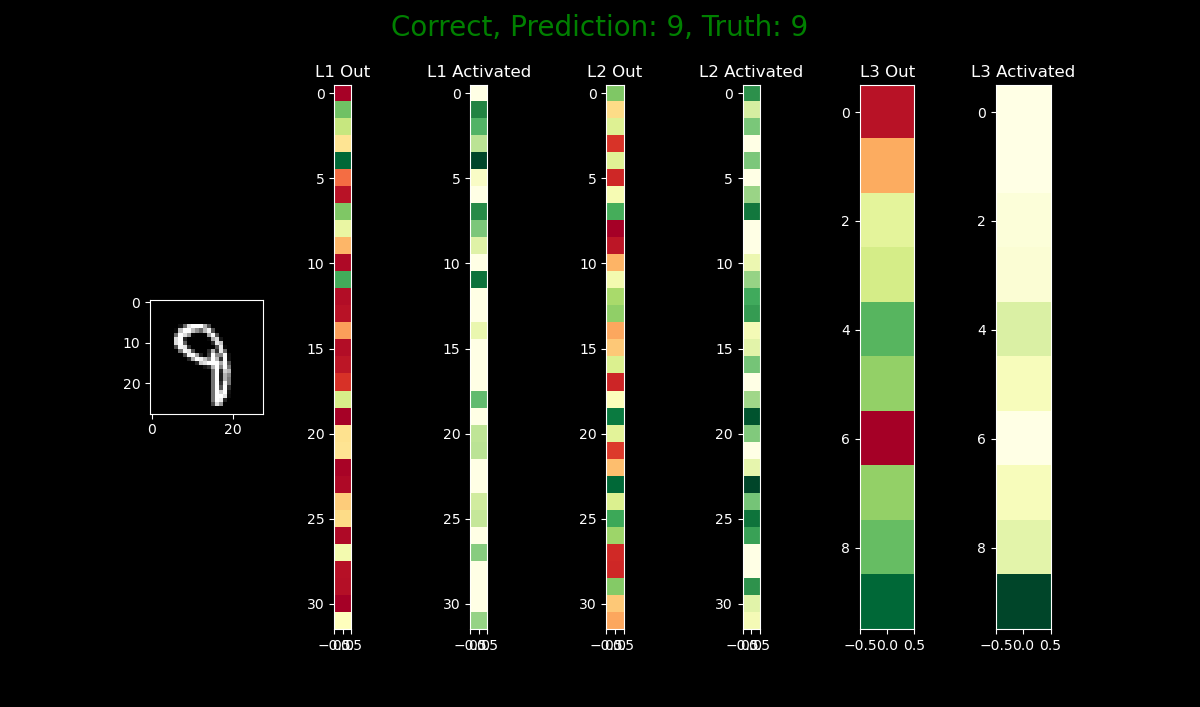 Correct, Prediction: 9, Truth: 9
L1 Out L1 Activated L2 Out L2 Activated L3 Out L3 Activated
0 0 0 0 0 0
5 5 5 5 2 2
10 10 10 10 4 4
15 15 15 15 6 6
20 20 20 20 8 8
25 25 25 25
30 30 30 30
0
10
20
9
0 20
−0.5 0.0 0.5 −0.5 0.0 0.5